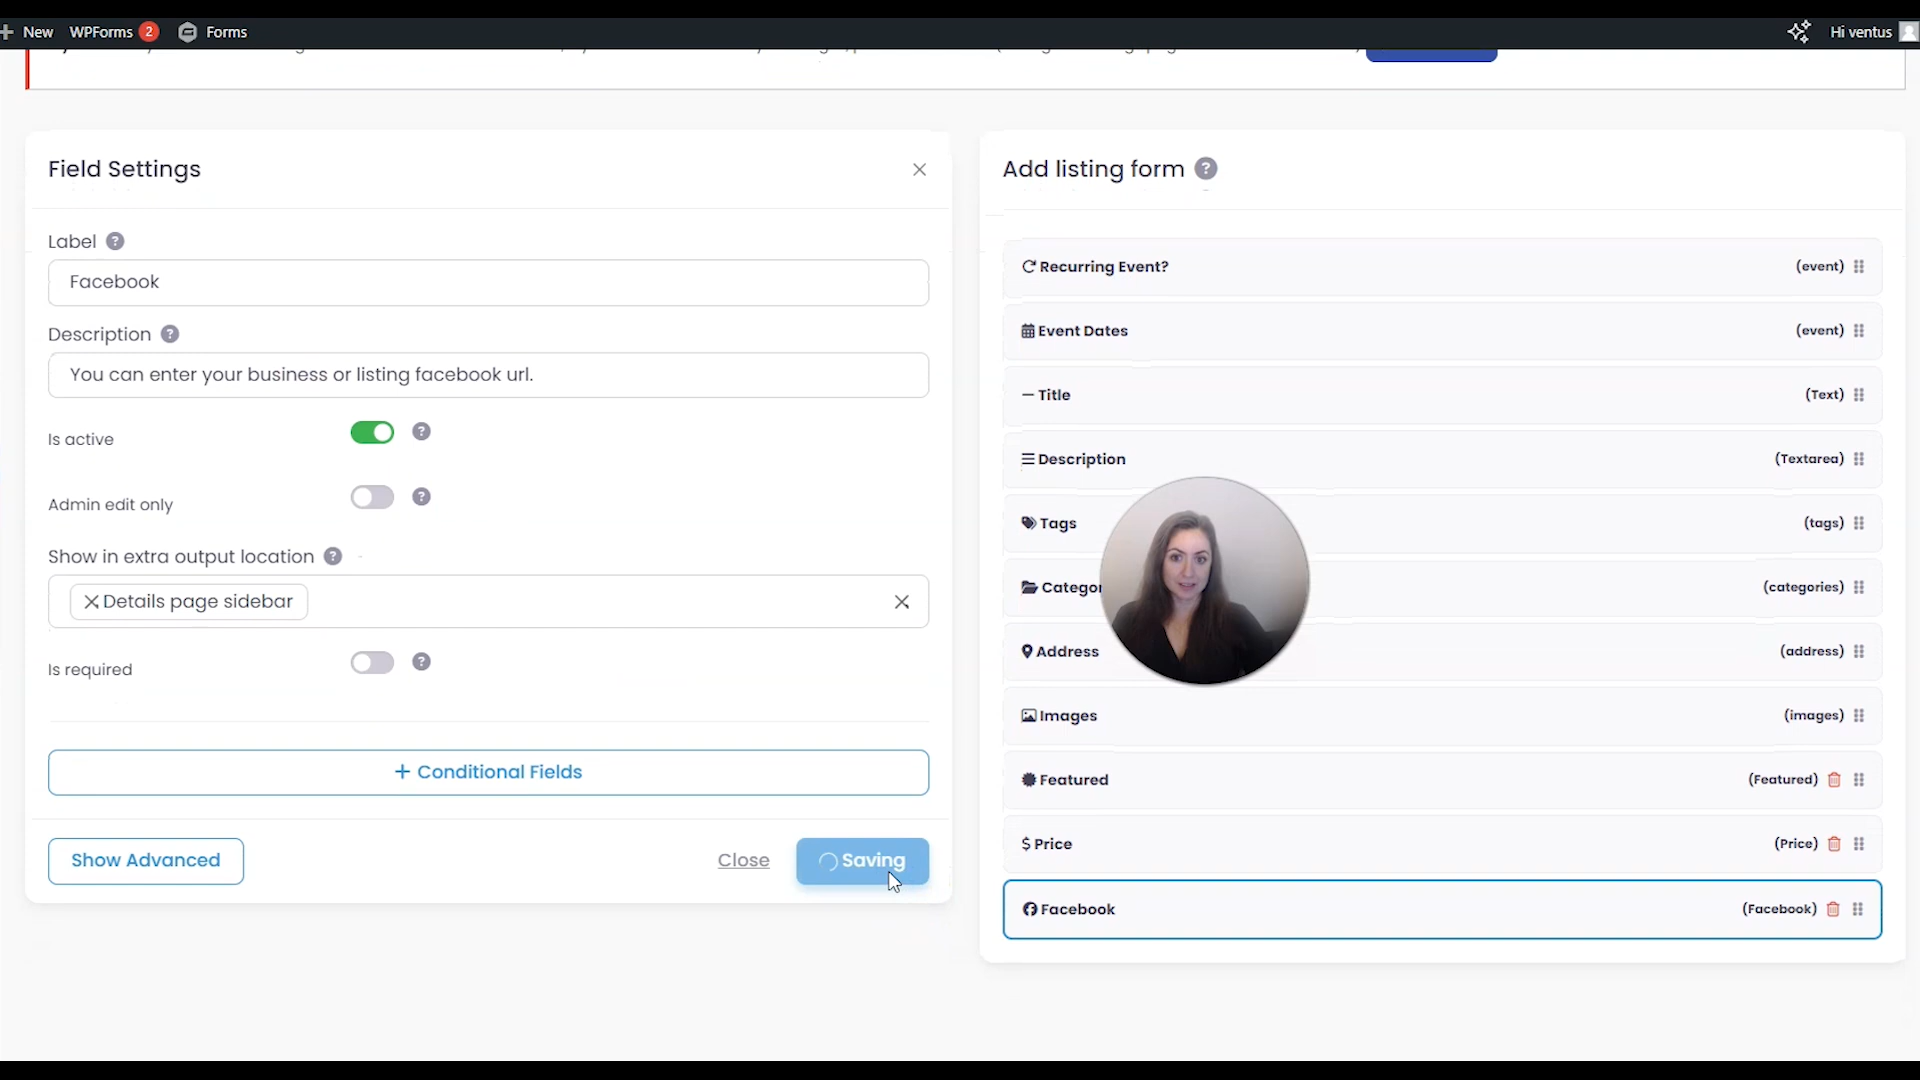 New WPForms 2 Forms Hi ventus
Field Settings
Label ?
Facebook
Description ?
You can enter your business or listing facebook url.
Is active ?
Admin edit only ?
Show in extra output location ?
Details page sidebar
Is required ?
+ Conditional Fields
Show Advanced Close Saving
Add listing form ?
Recurring Event? (event)
Event Dates (event)
Title (Text)
Description (Textarea)
Tags (tags)
Categor (categories)
Address (address)
Images (images)
Featured (Featured)
$ Price (Price)
Facebook (Facebook)